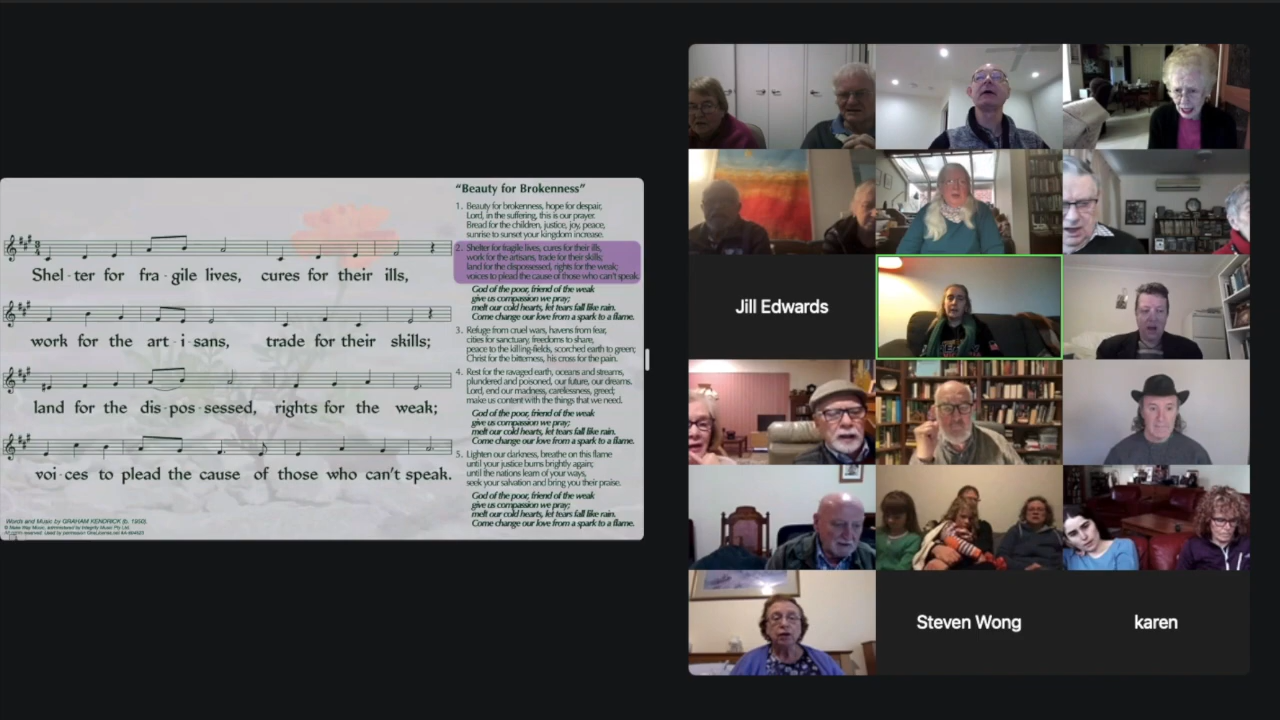 Shel - ter for fra - gile lives, cures for their ills,
work for the art - i - sans, trade for their skills;
land for the dis - pos - sessed, rights for the weak;
voi - ces to plead the cause of those who can't speak.
Words and Music by GRAHAM KENDRICK (b. 1950).
"Beauty for Brokenness"
1. Beauty for brokenness, hope for despair,
Lord, in the suffering, this is our prayer.
Bread for the children, justice, joy, peace,
sunrise to sunset your kingdom increase.
2. Shelter for fragile lives, cures for their ills,
work for the artisans, trade for their skills;
land for the dispossessed, rights for the weak;
voices to plead the cause of those who can't speak.
God of the poor, friend of the weak
give us compassion we pray;
melt our cold hearts, let tears fall like rain.
Come change our love from a spark to a flame.
3. Refuge from cruel wars, havens from fear,
cities for sanctuary, freedoms to share,
peace to the killing-fields, scorched earth to green;
Christ for the bitterness, his cross for the pain.
4. Rest for the ravaged earth, oceans and streams,
plundered and poisoned, our future, our dreams.
Lord, end our madness, carelessness, greed;
make us content with the things that we need.
God of the poor, friend of the weak
give us compassion we pray;
melt our cold hearts, let tears fall like rain.
Come change our love from a spark to a flame.
5. Lighten our darkness, breathe on this flame
until your justice burns brightly again;
until the nations learn of your ways,
seek your salvation and bring you their praise.
God of the poor, friend of the weak
give us compassion we pray;
melt our cold hearts, let tears fall like rain.
Come change our love from a spark to a flame.
Jill Edwards
Steven Wong
karen